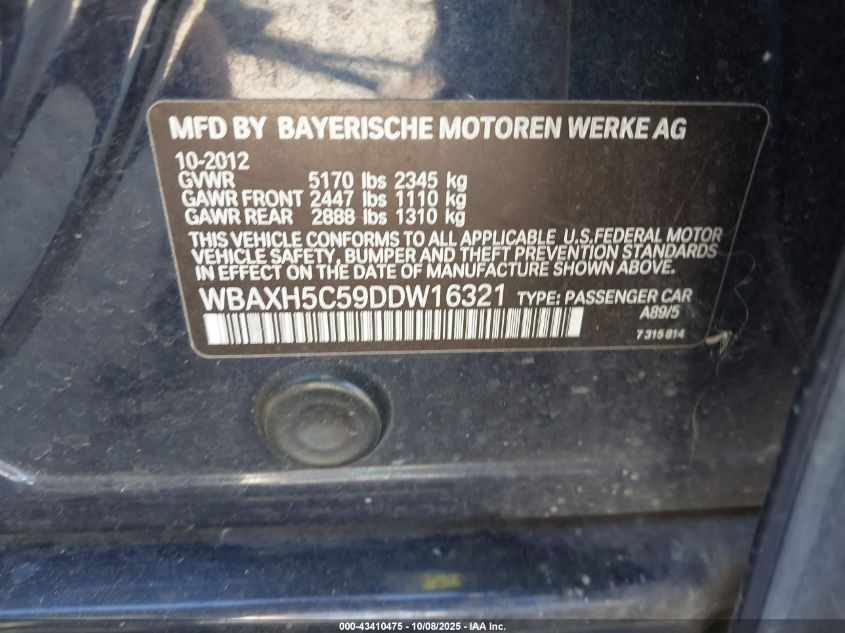 MFD BY BAYERISCHE MOTOREN WERKE AG
10-2012
GVWR 5170 lbs 2345 kg
GAWR FRONT 2447 lbs 1110 kg
GAWR REAR 2888 lbs 1310 kg
THIS VEHICLE CONFORMS TO ALL APPLICABLE U.S.FEDERAL MOTOR
VEHICLE SAFETY, BUMPER AND THEFT PREVENTION STANDARDS
IN EFFECT ON THE DATE OF MANUFACTURE SHOWN ABOVE.
WBAXH5C59DDW16321 TYPE: PASSENGER CAR
A89/5
7 315 814
000-43410475 - 10/08/2025 - IAA Inc.